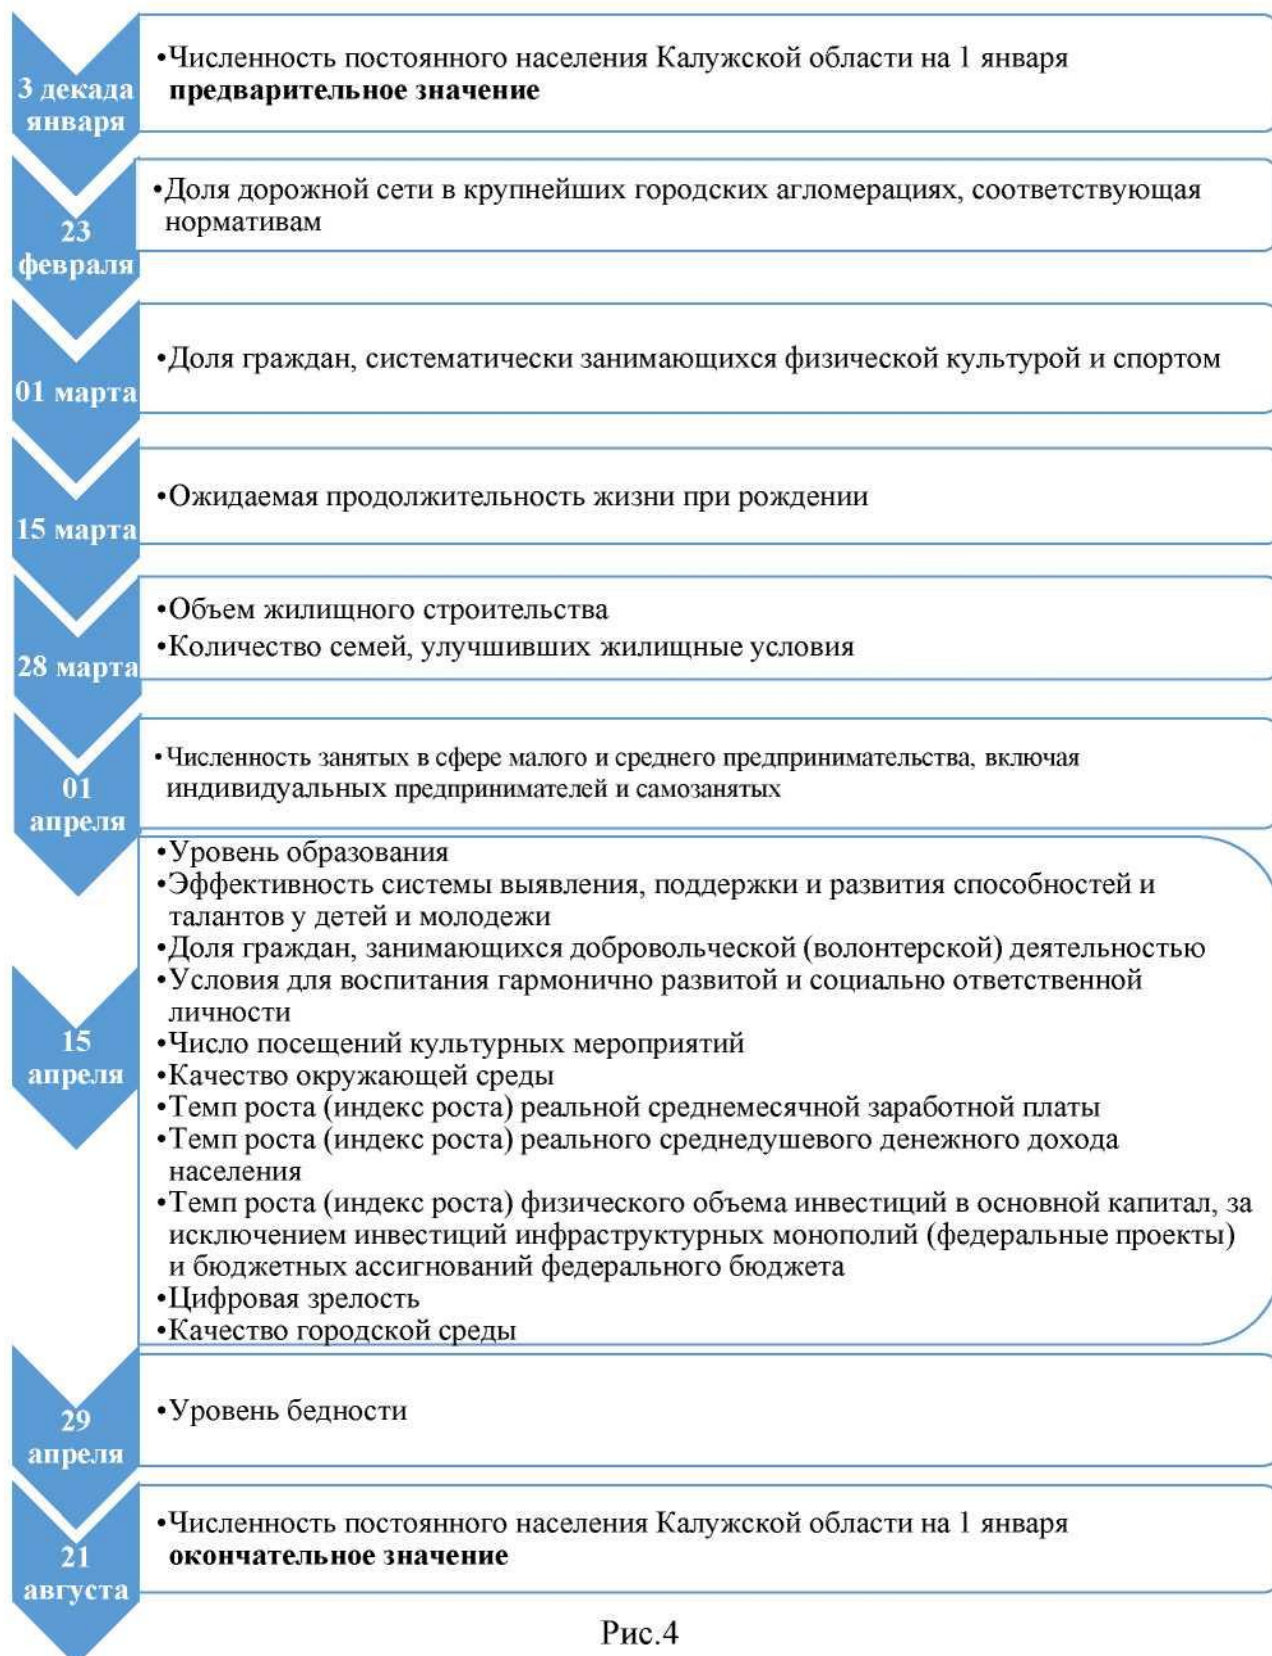 3 декада
января
•Численность постоянного населения Калужской области на 1 января
предварительное значение
23
февраля
•Доля дорожной сети в крупнейших городских агломерациях, соответствующая
нормативам
01 марта
•Доля граждан, систематически занимающихся физической культурой и спортом
15 марта
•Ожидаемая продолжительность жизни при рождении
28 марта
•Объем жилищного строительства
•Количество семей, улучшивших жилищные условия
01
апреля
•Численность занятых в сфере малого и среднего предпринимательства, включая
индивидуальных предпринимателей и самозанятых
15
апреля
•Уровень образования
•Эффективность системы выявления, поддержки и развития способностей и
талантов у детей и молодежи
•Доля граждан, занимающихся добровольческой (волонтерской) деятельностью
•Условия для воспитания гармонично развитой и социально ответственной
личности
•Число посещений культурных мероприятий
•Качество окружающей среды
•Темп роста (индекс роста) реальной среднемесячной заработной платы
•Темп роста (индекс роста) реального среднедушевого денежного дохода
населения
•Темп роста (индекс роста) физического объема инвестиций в основной капитал, за
исключением инвестиций инфраструктурных монополий (федеральные проекты)
и бюджетных ассигнований федерального бюджета
•Цифровая зрелость
•Качество городской среды
29
апреля
•Уровень бедности
21
августа
•Численность постоянного населения Калужской области на 1 января
окончательное значение
Рис.4